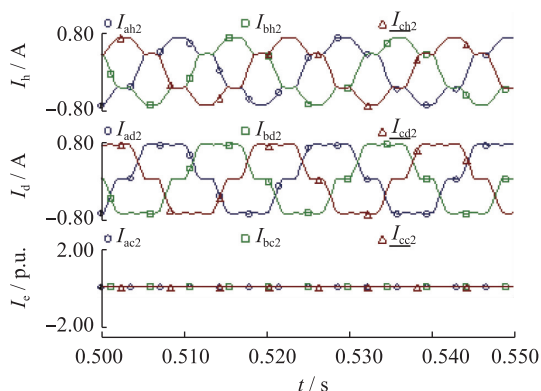 I_ah2 I_bh2 I_ch2
0.80
I_h / A
−0.80
I_ad2 I_bd2 I_cd2
0.80
I_d / A
−0.80
I_ac2 I_bc2 I_cc2
2.00
I_e / p.u.
−2.00
0.500 0.510 0.520 0.530 0.540 0.550
t / s